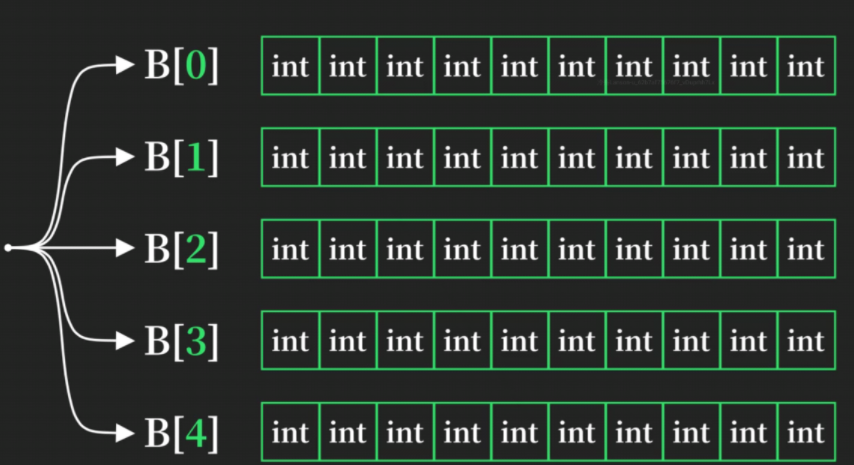 B[0] int int int int int int int int int int
B[1] int int int int int int int int int int
B[2] int int int int int int int int int int
B[3] int int int int int int int int int int
B[4] int int int int int int int int int int